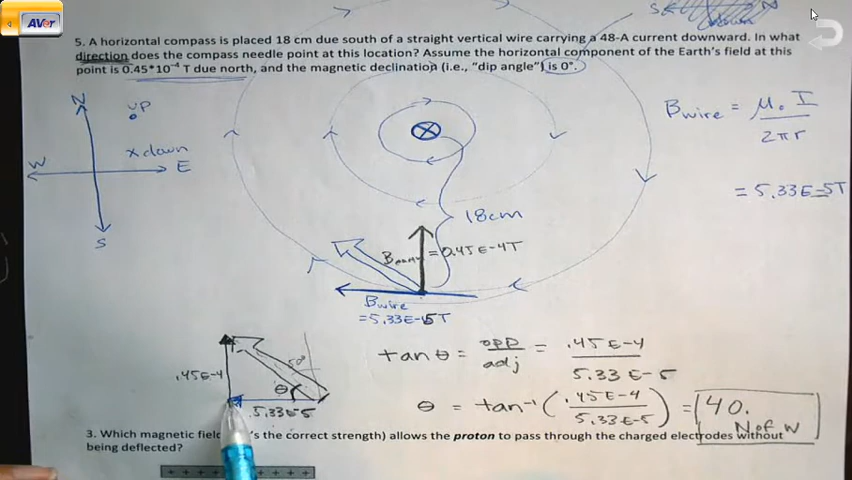 AVer
5. A horizontal compass is placed 18 cm due south of a straight vertical wire carrying a 48-A current downward. In what
direction does the compass needle point at this location? Assume the horizontal component of the Earth's field at this
point is 0.45*10⁻⁴ T due north, and the magnetic declination (i.e., "dip angle") is 0°.
S N
N
UP
x down
W E
S
Bwire = μ₀ I
2πr
= 5.33E-5T
18cm
= 0.45E-4T
Bwire
=5.33E-5T
.45E-4
50°
θ
5.33E-5
tan θ = opp = .45E-4
adj 5.33E-5
θ = tan⁻¹ ( .45E-4 ) = 40.
5.33E-5 N of W
3. Which magnetic fiel 's the correct strength) allows the proton to pass through the charged electrodes without
being deflected?
+ + + + + + + +